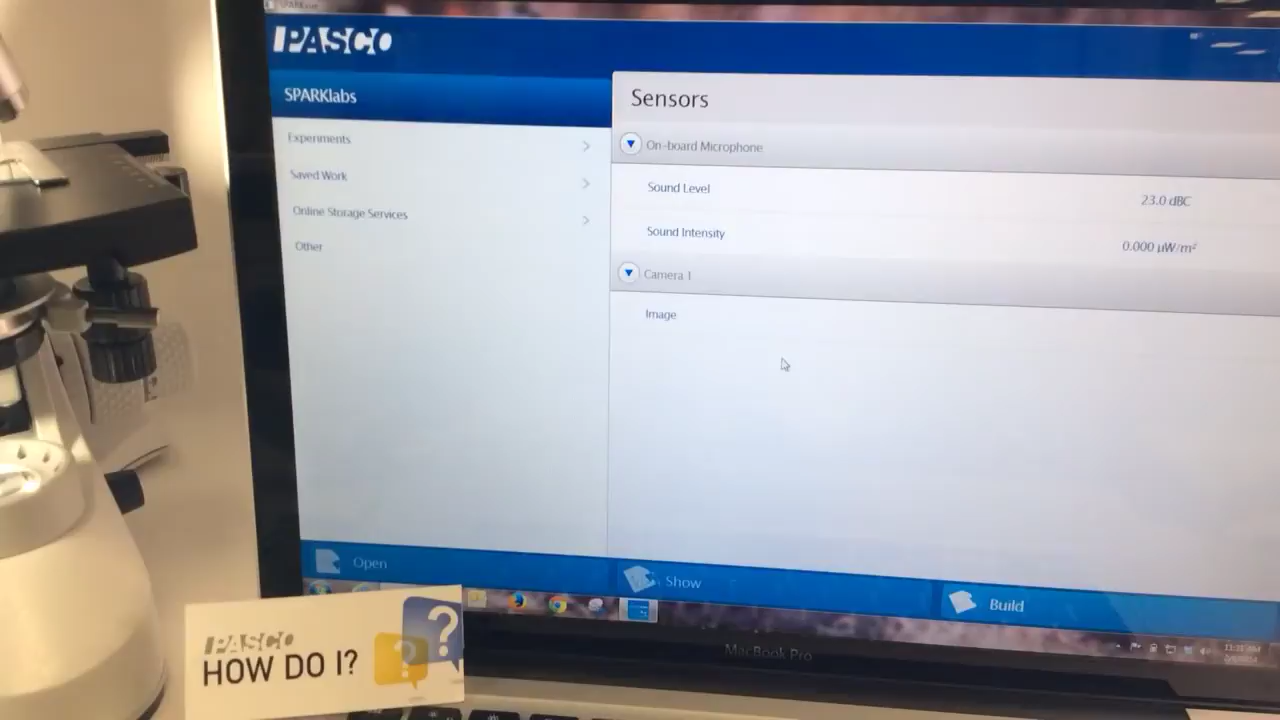 SPARKvue
PASCO
SPARKlabs
Experiments
Saved Work
Online Storage Services
Other
Sensors
On-board Microphone
Sound Level
23.0 dBC
Sound Intensity
0.000 µW/m²
Camera 1
Image
Open
Show
Build
MacBook Pro
PASCO
HOW DO I?
??